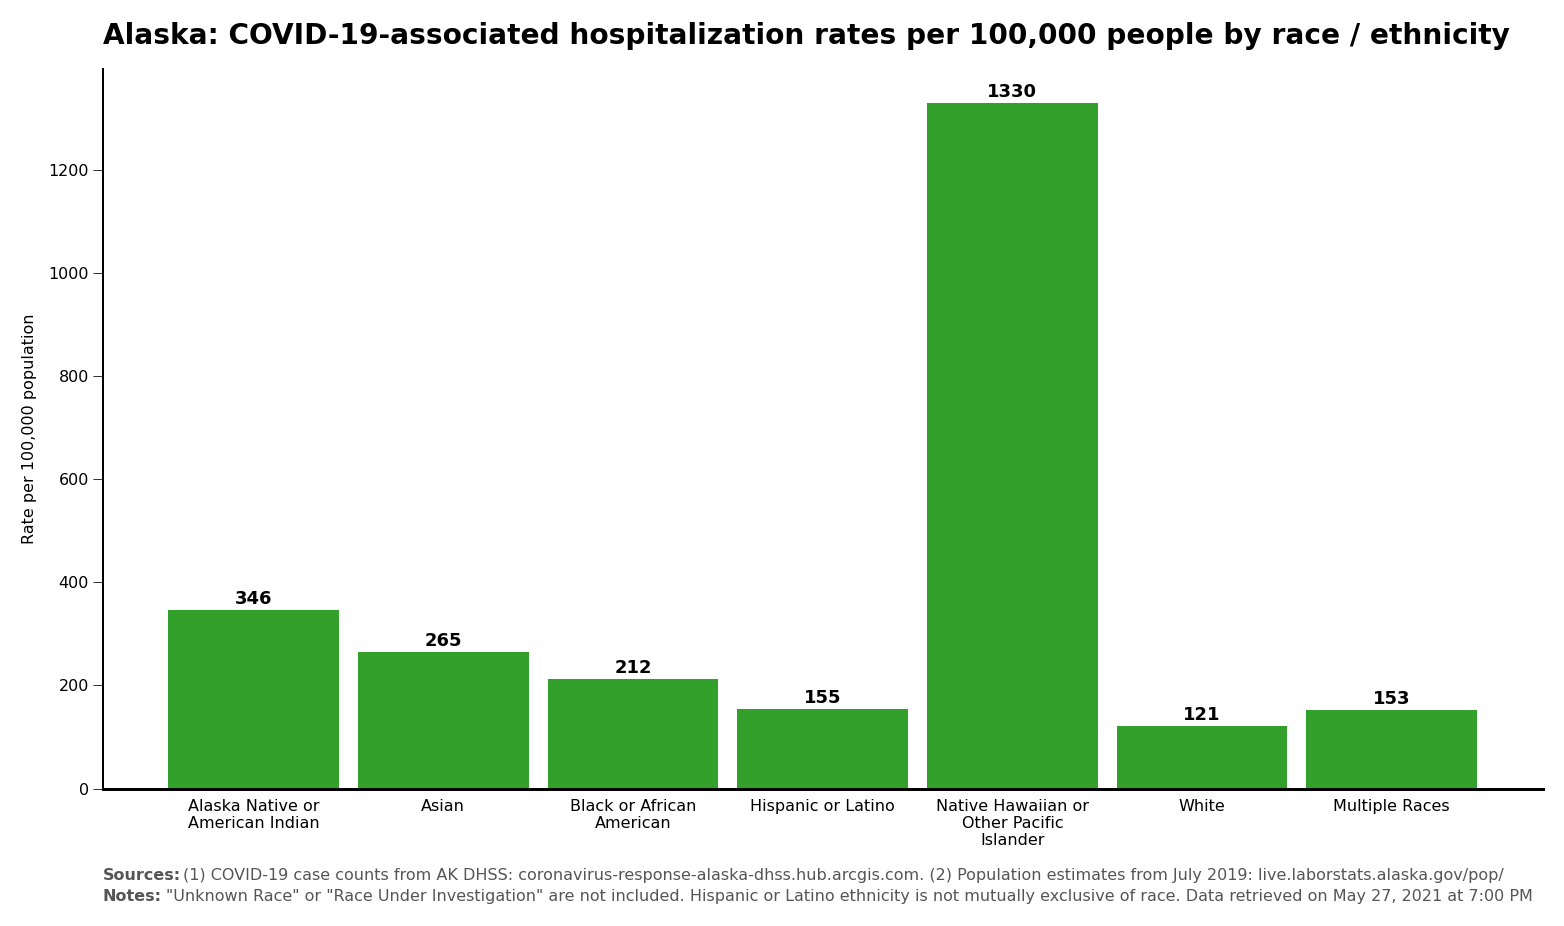 Alaska: COVID-19-associated hospitalization rates per 100,000 people by race / ethnicity
Rate per 100,000 population
1200
1000
800
600
400
200
0
346
265
212
155
1330
121
153
Alaska Native or
American Indian
Asian
Black or African
American
Hispanic or Latino
Native Hawaiian or
Other Pacific
Islander
White
Multiple Races
Sources: (1) COVID-19 case counts from AK DHSS: coronavirus-response-alaska-dhss.hub.arcgis.com. (2) Population estimates from July 2019: live.laborstats.alaska.gov/pop/
Notes: "Unknown Race" or "Race Under Investigation" are not included. Hispanic or Latino ethnicity is not mutually exclusive of race. Data retrieved on May 27, 2021 at 7:00 PM